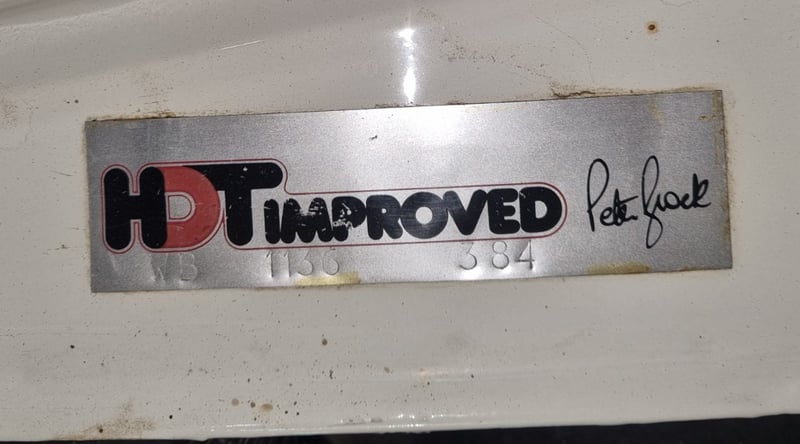 HDT IMPROVED Peter Brock
WB 1136 384